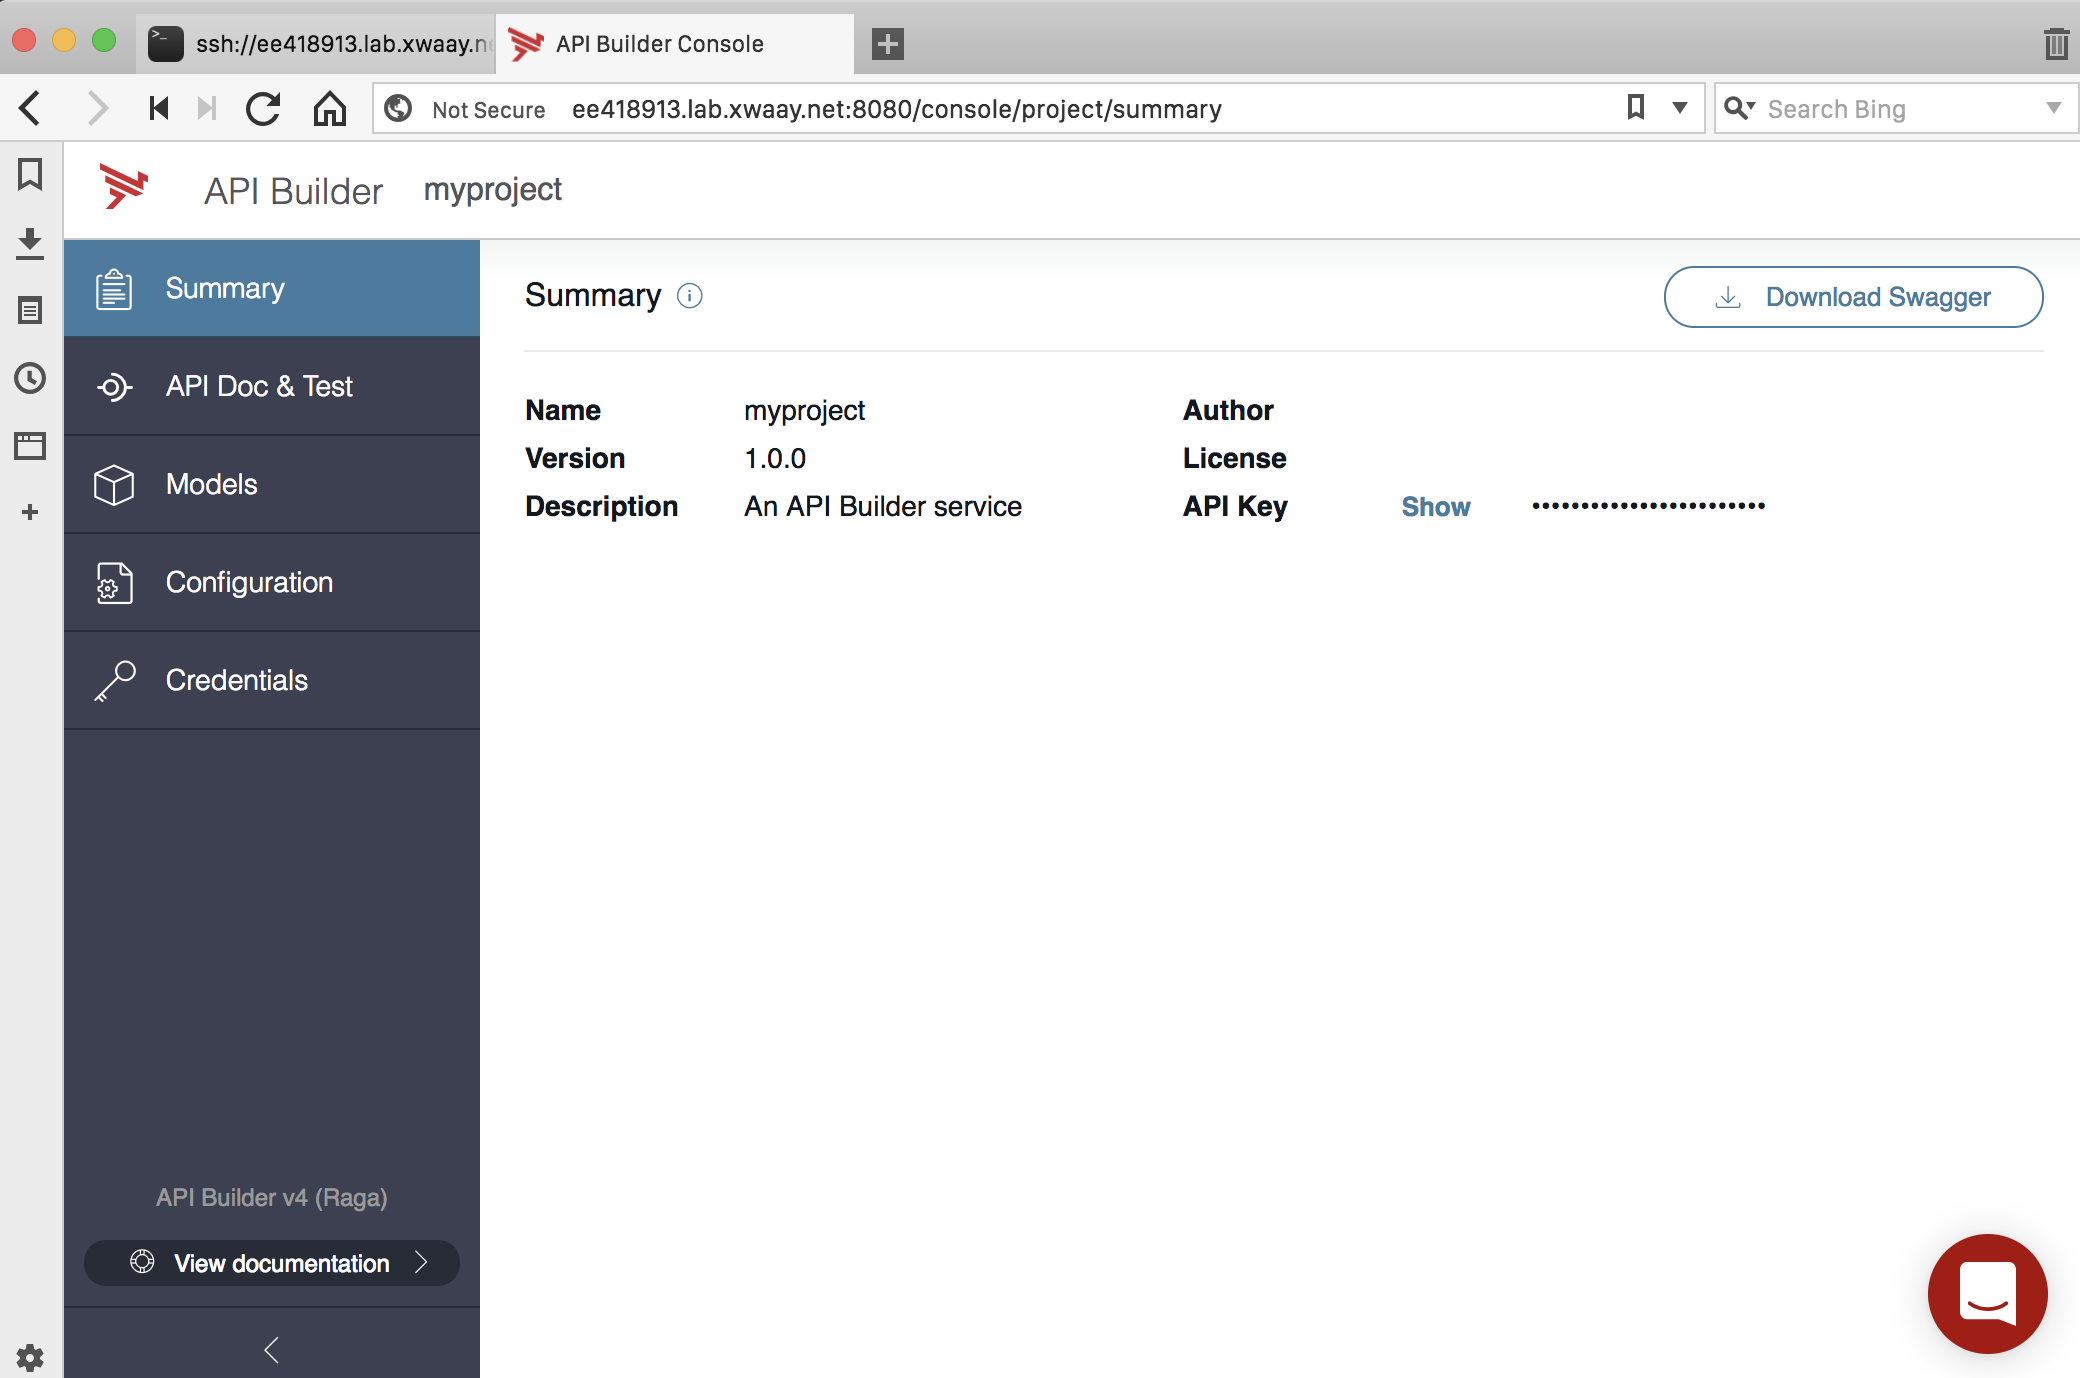 ssh://ee418913.lab.xwaay.n
API Builder Console
Not Secure ee418913.lab.xwaay.net:8080/console/project/summary
Search Bing
API Builder myproject
Summary
API Doc & Test
Models
Configuration
Credentials
API Builder v4 (Raga)
View documentation
Summary
Download Swagger
Name myproject
Version 1.0.0
Description An API Builder service
Author
License
API Key Show ••••••••••••••••••••••••